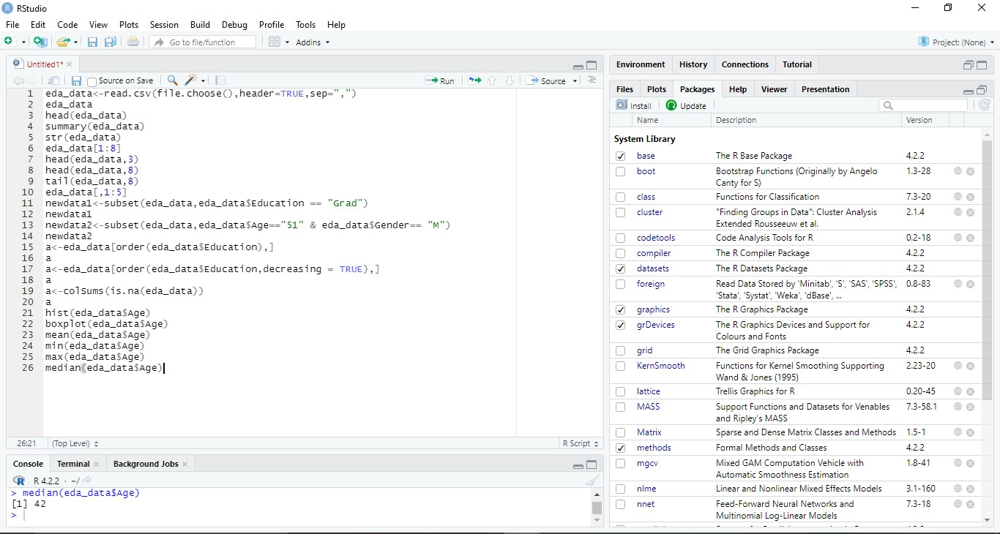 RStudio
File Edit Code View Plots Session Build Debug Profile Tools Help
Go to file/function Addins Project: (None)
Untitled1*
Source on Save Run Source
1 eda_data<-read.csv(file.choose(),header=TRUE,sep=",")
2 eda_data
3 head(eda_data)
4 summary(eda_data)
5 str(eda_data)
6 eda_data[1:8]
7 head(eda_data,3)
8 head(eda_data,8)
9 tail(eda_data,8)
10 eda_data[,1:5]
11 newdata1<-subset(eda_data,eda_data$Education == "Grad")
12 newdata1
13 newdata2<-subset(eda_data,eda_data$Age=="51" & eda_data$Gender== "M")
14 newdata2
15 a<-eda_data[order(eda_data$Education),]
16 a
17 a<-eda_data[order(eda_data$Education,decreasing = TRUE),]
18 a
19 a<-colSums(is.na(eda_data))
20 a
21 hist(eda_data$Age)
22 boxplot(eda_data$Age)
23 mean(eda_data$Age)
24 min(eda_data$Age)
25 max(eda_data$Age)
26 median(eda_data$Age)
26:21 (Top Level) R Script
Console Terminal Background Jobs
R 4.2.2 · ~/
> median(eda_data$Age)
[1] 42
>
Environment History Connections Tutorial
Files Plots Packages Help Viewer Presentation
Install Update
Name Description Version
System Library
base The R Base Package 4.2.2
boot Bootstrap Functions (Originally by Angelo 1.3-28
Canty for S)
class Functions for Classification 7.3-20
cluster "Finding Groups in Data": Cluster Analysis 2.1.4
Extended Rousseeuw et al.
codetools Code Analysis Tools for R 0.2-18
compiler The R Compiler Package 4.2.2
datasets The R Datasets Package 4.2.2
foreign Read Data Stored by 'Minitab', 'S', 'SAS', 'SPSS', 0.8-83
'Stata', 'Systat', 'Weka', 'dBase', ...
graphics The R Graphics Package 4.2.2
grDevices The R Graphics Devices and Support for 4.2.2
Colours and Fonts
grid The Grid Graphics Package 4.2.2
KernSmooth Functions for Kernel Smoothing Supporting 2.23-20
Wand & Jones (1995)
lattice Trellis Graphics for R 0.20-45
MASS Support Functions and Datasets for Venables 7.3-58.1
and Ripley's MASS
Matrix Sparse and Dense Matrix Classes and Methods 1.5-1
methods Formal Methods and Classes 4.2.2
mgcv Mixed GAM Computation Vehicle with 1.8-41
Automatic Smoothness Estimation
nlme Linear and Nonlinear Mixed Effects Models 3.1-160
nnet Feed-Forward Neural Networks and 7.3-18
Multinomial Log-Linear Models